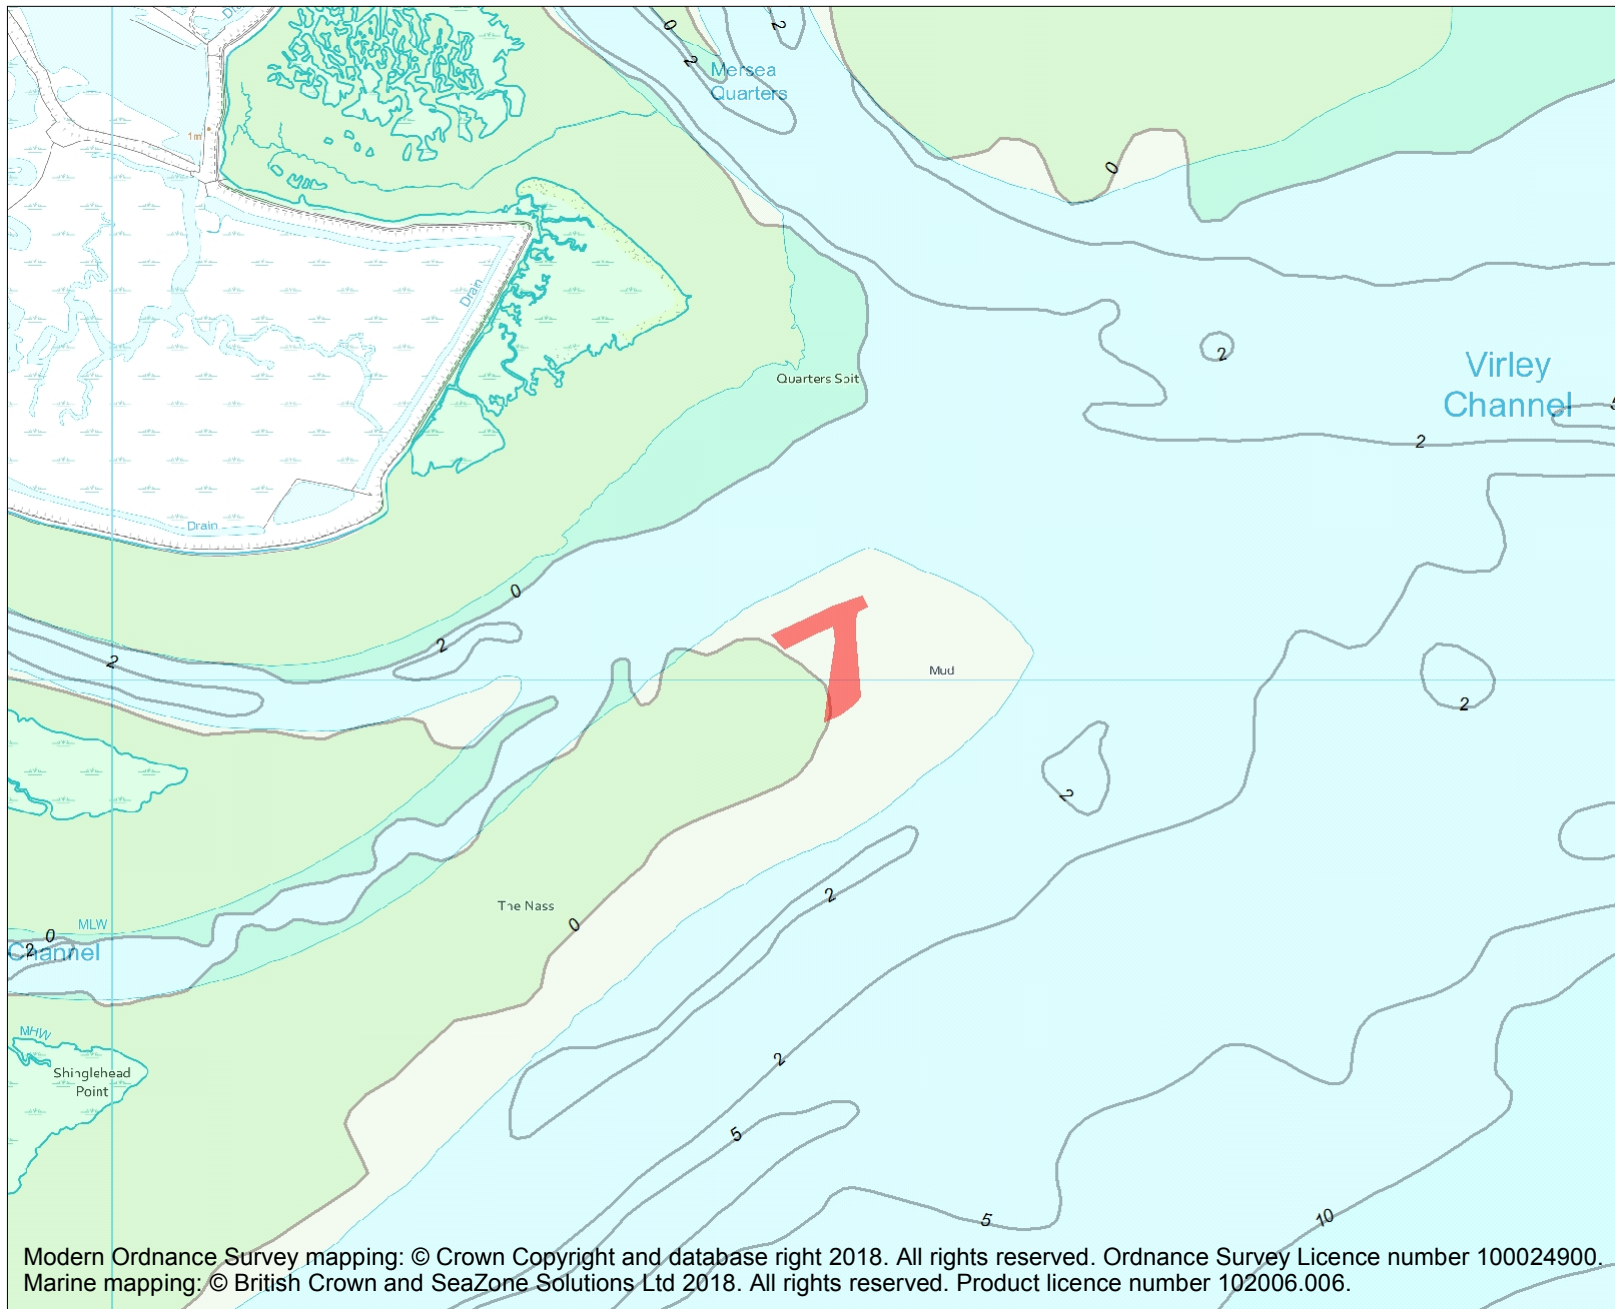 0
2
2
Mersea
Quarters
1m
0
Drain
2
Quarters Spit
Virley
Channel
2
Drain
0
2
2
Mud
2
2
2
The Nass
0
MLW
0
2
Channel
2
MHW
Shinglehead
Point
5
5
10
Modern Ordnance Survey mapping: © Crown Copyright and database right 2018. All rights reserved. Ordnance Survey Licence number 100024900.
Marine mapping: © British Crown and SeaZone Solutions Ltd 2018. All rights reserved. Product licence number 102006.006.